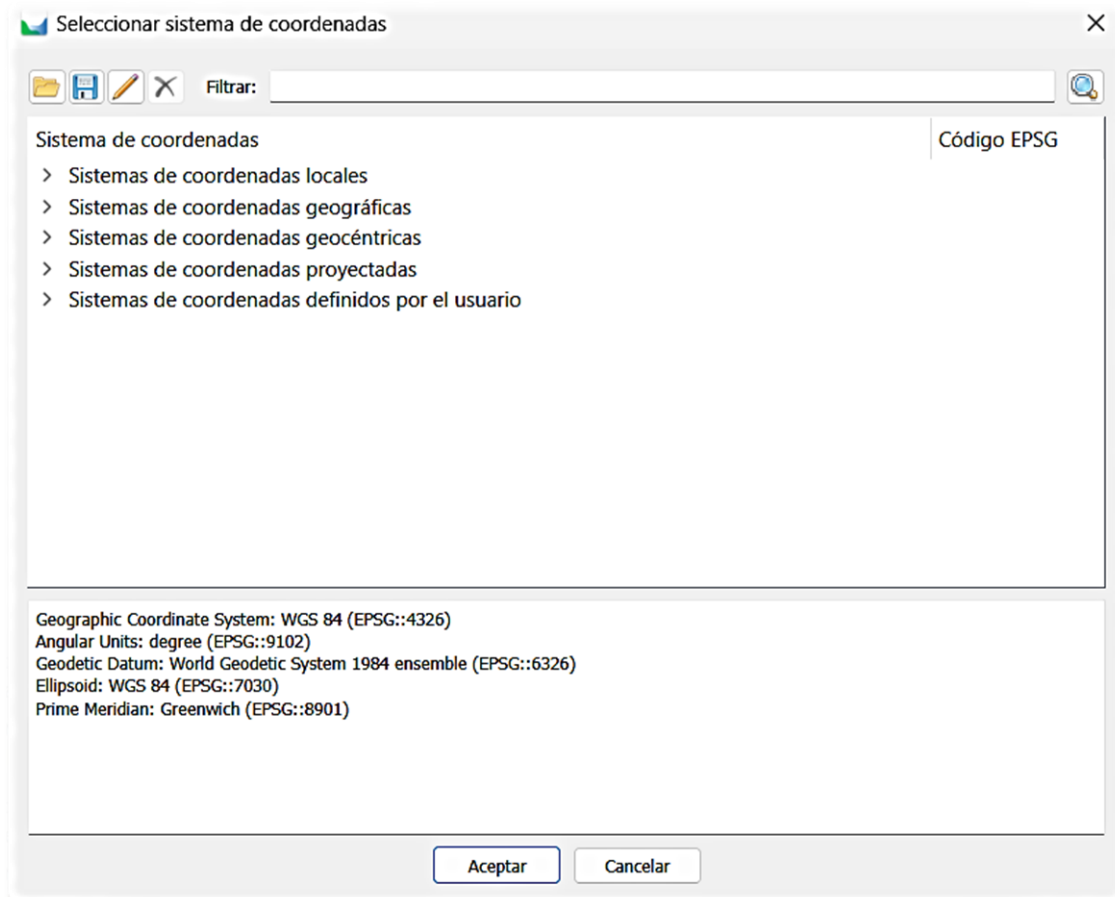 Seleccionar sistema de coordenadas
Filtrar:
Sistema de coordenadas Código EPSG
Sistemas de coordenadas locales
Sistemas de coordenadas geográficas
Sistemas de coordenadas geocéntricas
Sistemas de coordenadas proyectadas
Sistemas de coordenadas definidos por el usuario
Geographic Coordinate System: WGS 84 (EPSG::4326)
Angular Units: degree (EPSG::9102)
Geodetic Datum: World Geodetic System 1984 ensemble (EPSG::6326)
Ellipsoid: WGS 84 (EPSG::7030)
Prime Meridian: Greenwich (EPSG::8901)
Aceptar Cancelar